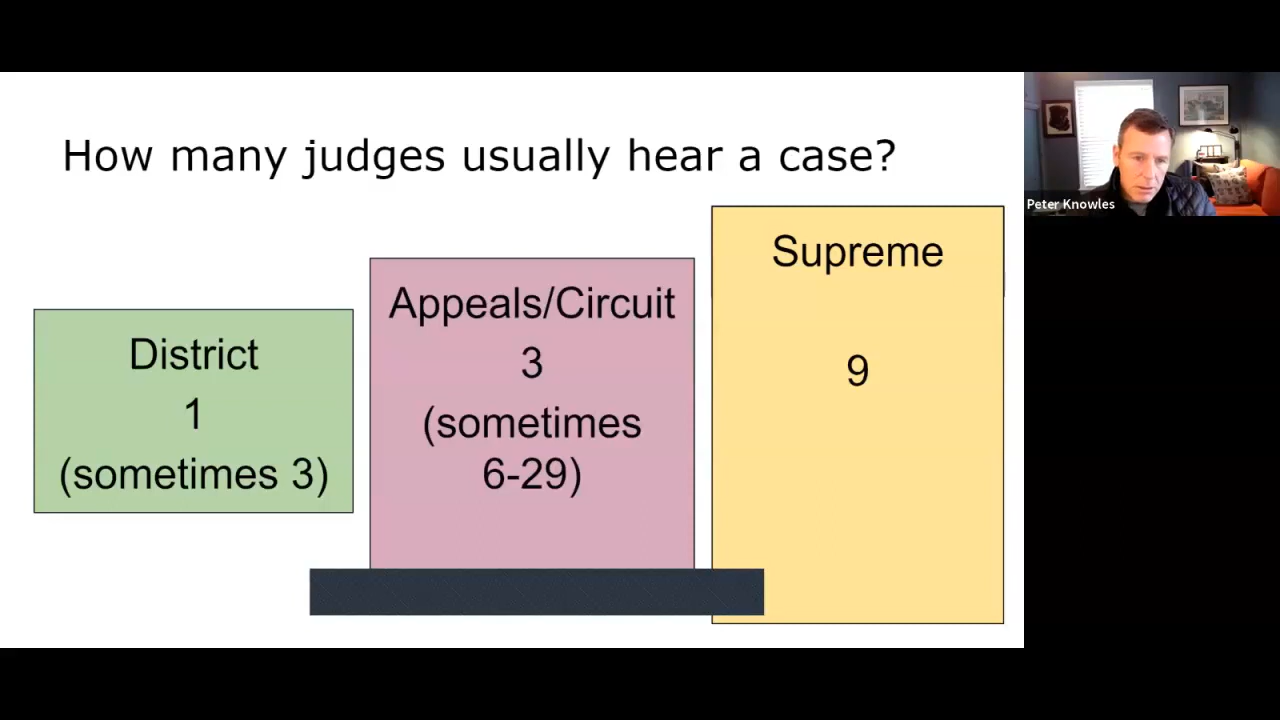 How many judges usually hear a case?
District
1
(sometimes 3)
Appeals/Circuit
3
(sometimes
6-29)
Supreme
9
Peter Knowles